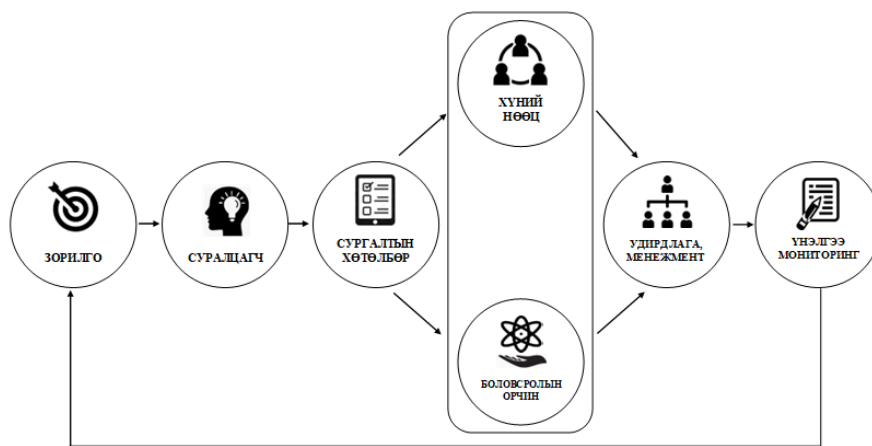 ЗОРИЛГО
СУРАЛЦАГЧ
СУРГАЛТЫН
ХӨТӨЛБӨР
ХҮНИЙ
НӨӨЦ
БОЛОВСРОЛЫН
ОРЧИН
УДИРДЛАГА,
МЕНЕЖМЕНТ
ҮНЭЛГЭЭ
МОНИТОРИНГ